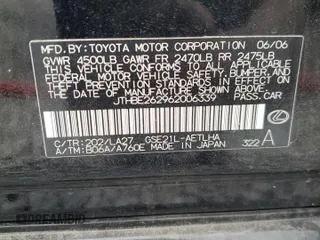 MFD. BY: TOYOTA MOTOR CORPORATION 06/06
GVWR 4500LB GAWR FR 2470LB RR 2475LB
THIS VEHICLE CONFORMS TO ALL APPLICABLE
FEDERAL MOTOR VEHICLE SAFETY, BUMPER, AND
THEFT PREVENTION STANDARDS IN EFFECT ON
THE DATE OF MANUFACTURE SHOWN ABOVE.
JTHBE262962006339 PASS.CAR
C/TR: 202/LA27 GSE21L-AETLHA
A/TM: B06A/A760E MADE IN JAPAN 322 A